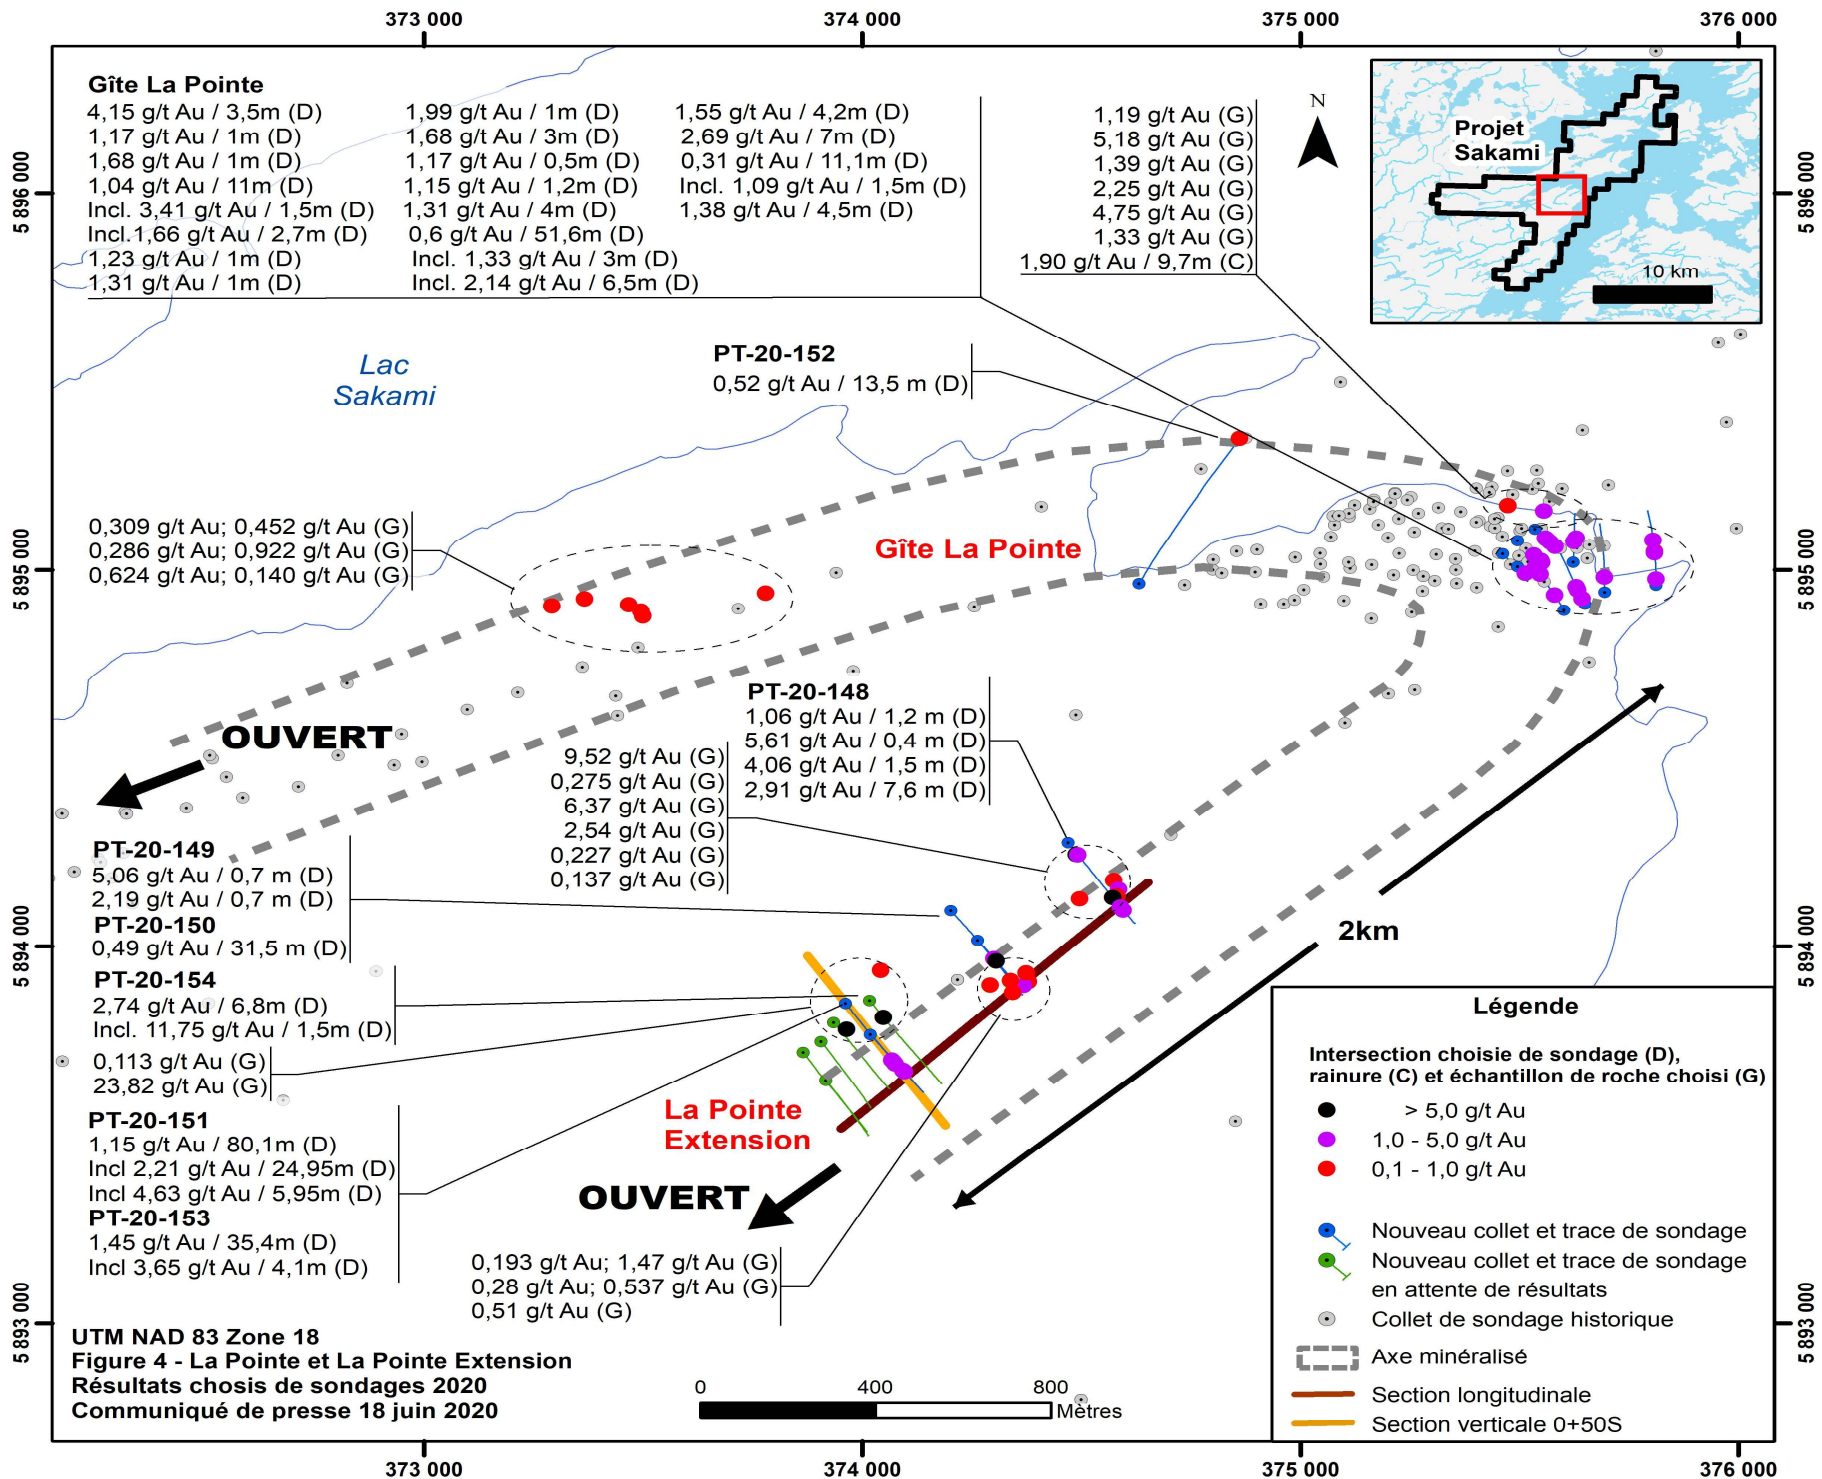 373 000
374 000
375 000
376 000
Gîte La Pointe
4,15 g/t Au / 3,5m (D)
1,17 g/t Au / 1m (D)
1,68 g/t Au / 1m (D)
1,04 g/t Au / 11m (D)
Incl. 3,41 g/t Au / 1,5m (D)
Incl.1,66 g/t Au / 2,7m (D)
1,23 g/t Au / 1m (D)
1,31 g/t Au / 1m (D)
1,99 g/t Au / 1m (D)
1,68 g/t Au / 3m (D)
1,17 g/t Au / 0,5m (D)
1,15 g/t Au / 1,2m (D)
1,31 g/t Au / 4m (D)
0,6 g/t Au / 51,6m (D)
Incl. 1,33 g/t Au / 3m (D)
Incl. 2,14 g/t Au / 6,5m (D)
1,55 g/t Au / 4,2m (D)
2,69 g/t Au / 7m (D)
0,31 g/t Au / 11,1m (D)
Incl. 1,09 g/t Au / 1,5m (D)
1,38 g/t Au / 4,5m (D)
1,19 g/t Au (G)
5,18 g/t Au (G)
1,39 g/t Au (G)
2,25 g/t Au (G)
4,75 g/t Au (G)
1,33 g/t Au (G)
1,90 g/t Au / 9,7m (C)
N
Projet
Sakami
10 km
5 896 000
5 896 000
Lac
Sakami
PT-20-152
0,52 g/t Au / 13,5 m (D)
0,309 g/t Au; 0,452 g/t Au (G)
0,286 g/t Au; 0,922 g/t Au (G)
0,624 g/t Au; 0,140 g/t Au (G)
Gîte La Pointe
5 895 000
5 895 000
OUVERT
PT-20-148
1,06 g/t Au / 1,2 m (D)
5,61 g/t Au / 0,4 m (D)
4,06 g/t Au / 1,5 m (D)
2,91 g/t Au / 7,6 m (D)
9,52 g/t Au (G)
0,275 g/t Au (G)
6,37 g/t Au (G)
2,54 g/t Au (G)
0,227 g/t Au (G)
0,137 g/t Au (G)
PT-20-149
5,06 g/t Au / 0,7 m (D)
2,19 g/t Au / 0,7 m (D)
PT-20-150
0,49 g/t Au / 31,5 m (D)
PT-20-154
2,74 g/t Au / 6,8m (D)
Incl. 11,75 g/t Au / 1,5m (D)
0,113 g/t Au (G)
23,82 g/t Au (G)
PT-20-151
1,15 g/t Au / 80,1m (D)
Incl 2,21 g/t Au / 24,95m (D)
Incl 4,63 g/t Au / 5,95m (D)
PT-20-153
1,45 g/t Au / 35,4m (D)
Incl 3,65 g/t Au / 4,1m (D)
5 894 000
5 894 000
2km
La Pointe
Extension
OUVERT
0,193 g/t Au; 1,47 g/t Au (G)
0,28 g/t Au; 0,537 g/t Au (G)
0,51 g/t Au (G)
Légende
Intersection choisie de sondage (D),
rainure (C) et échantillon de roche choisi (G)
> 5,0 g/t Au
1,0 - 5,0 g/t Au
0,1 - 1,0 g/t Au
Nouveau collet et trace de sondage
Nouveau collet et trace de sondage
en attente de résultats
Collet de sondage historique
Axe minéralisé
Section longitudinale
Section verticale 0+50S
5 893 000
5 893 000
UTM NAD 83 Zone 18
Figure 4 - La Pointe et La Pointe Extension
Résultats chosis de sondages 2020
Communiqué de presse 18 juin 2020
0
400
800
Mètres
373 000
374 000
375 000
376 000